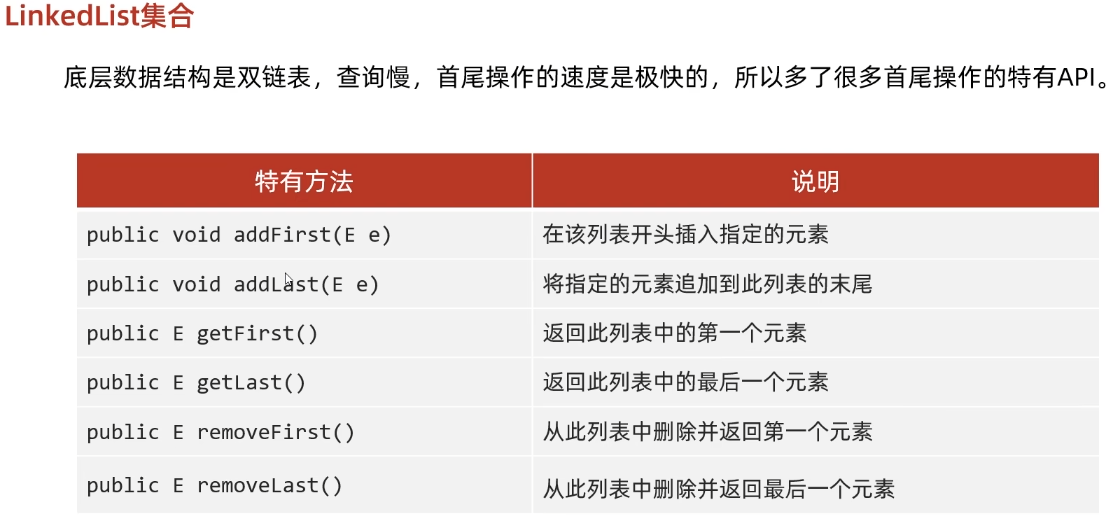 LinkedList集合
底层数据结构是双链表，查询慢，首尾操作的速度是极快的，所以多了很多首尾操作的特有API。
特有方法 说明
public void addFirst(E e) 在该列表开头插入指定的元素
public void addLast(E e) 将指定的元素追加到此列表的末尾
public E getFirst() 返回此列表中的第一个元素
public E getLast() 返回此列表中的最后一个元素
public E removeFirst() 从此列表中删除并返回第一个元素
public E removeLast() 从此列表中删除并返回最后一个元素